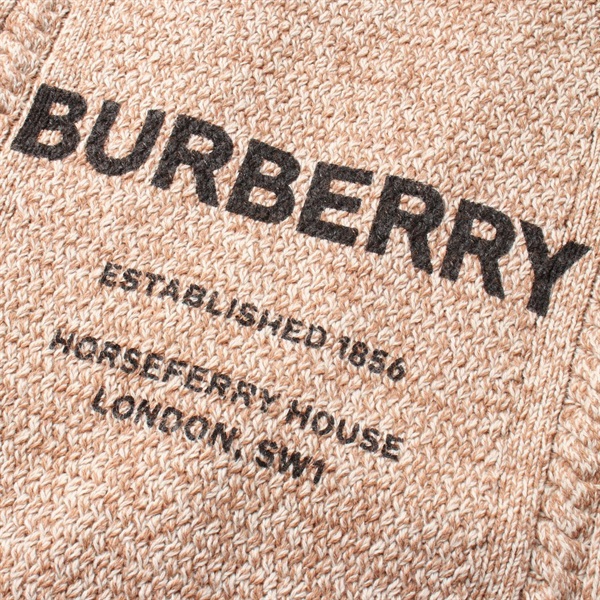 BURBERRY
ESTABLISHED 1856
HORSEFERRY HOUSE
LONDON, SW1